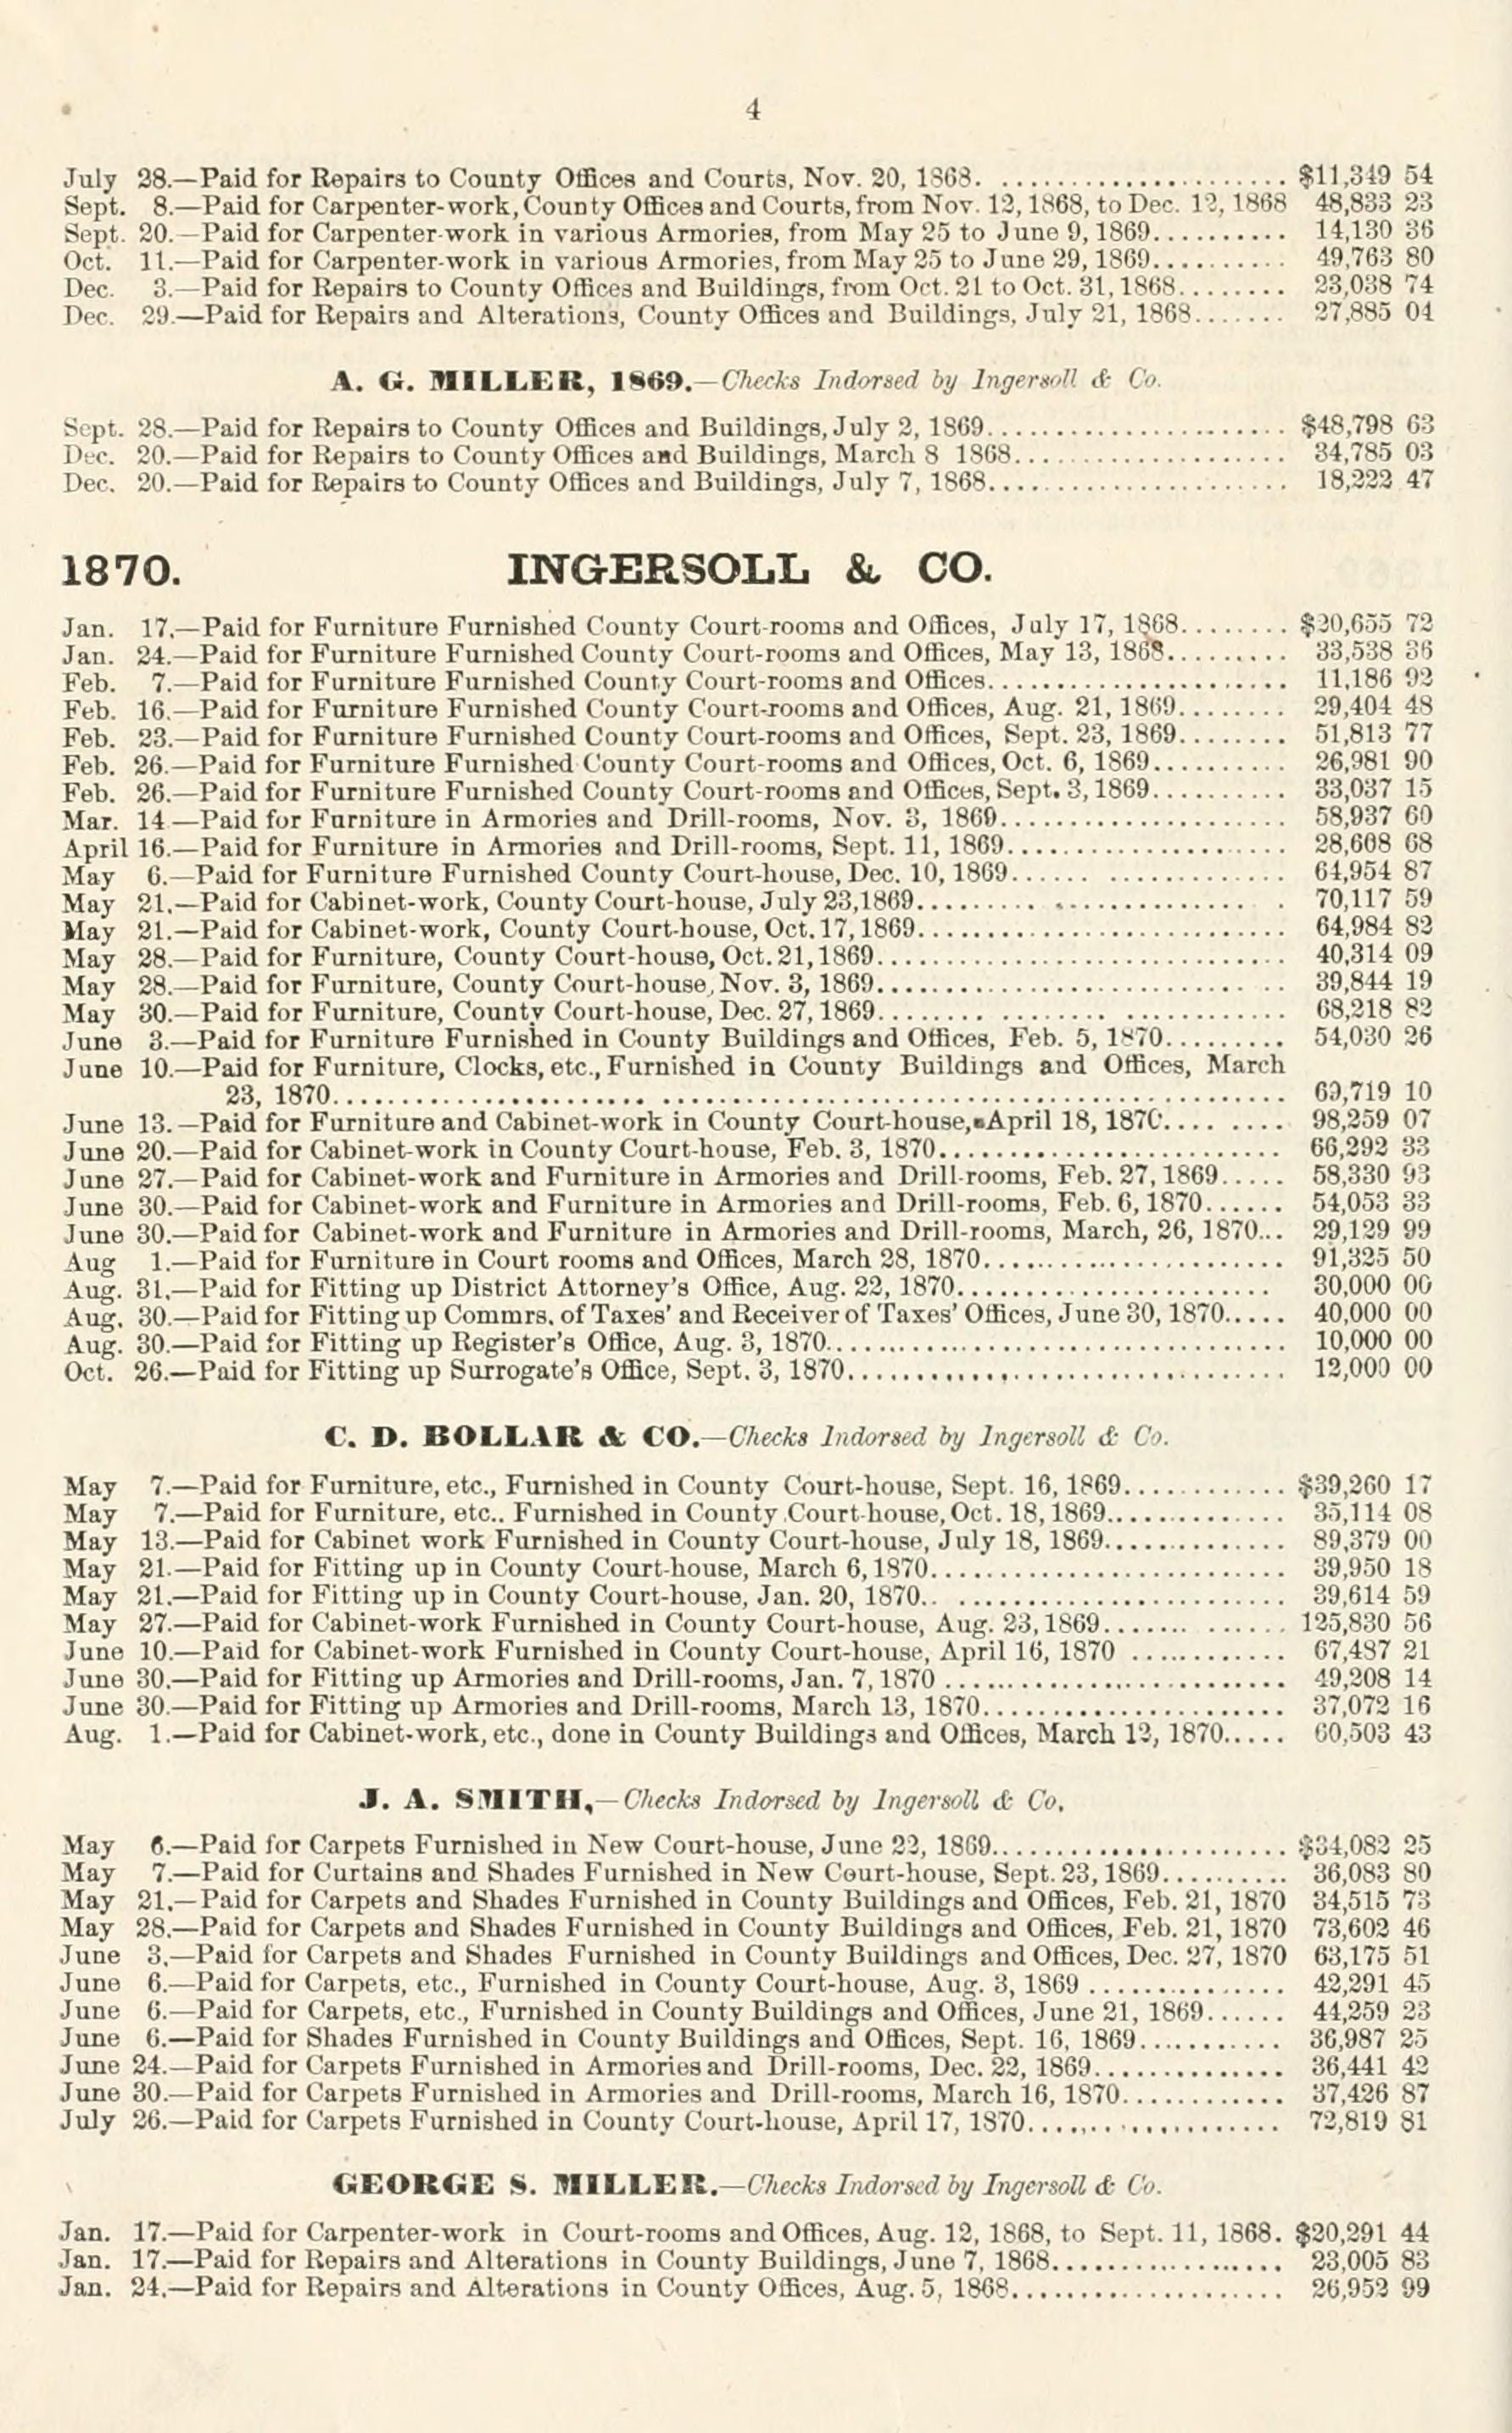 4
July 28.—Paid for Repairs to County Offices and Courts, Nov. 20, 1868. .................... $11,349 54
Sept. 8.—Paid for Carpenter-work, County Offices and Courts, from Nov. 12, 1868, to Dec. 12, 1868 48,833 23
Sept. 20.—Paid for Carpenter-work in various Armories, from May 25 to June 9, 1869.......... 14,130 36
Oct. 11.—Paid for Carpenter-work in various Armories, from May 25 to June 29, 1869.......... 49,763 80
Dec. 3.—Paid for Repairs to County Offices and Buildings, from Oct. 21 to Oct. 31, 1868........ 23,038 74
Dec. 29.—Paid for Repairs and Alterations, County Offices and Buildings, July 21, 1868....... 27,885 04
A. G. MILLER, 1869.—Checks Indorsed by Ingersoll & Co.
Sept. 28.—Paid for Repairs to County Offices and Buildings, July 2, 1869...................... $48,798 63
Dec. 20.—Paid for Repairs to County Offices and Buildings, March 8 1868.................... 34,785 03
Dec. 20.—Paid for Repairs to County Offices and Buildings, July 7, 1868...................... 18,222 47
1870. INGERSOLL & CO.
Jan. 17.—Paid for Furniture Furnished County Court-rooms and Offices, July 17, 1868........ $20,655 72
Jan. 24.—Paid for Furniture Furnished County Court-rooms and Offices, May 13, 1868......... 33,538 36
Feb. 7.—Paid for Furniture Furnished County Court-rooms and Offices...................... 11,186 92
Feb. 16.—Paid for Furniture Furnished County Court-rooms and Offices, Aug. 21, 1869........ 29,404 48
Feb. 23.—Paid for Furniture Furnished County Court-rooms and Offices, Sept. 23, 1869........ 51,813 77
Feb. 26.—Paid for Furniture Furnished County Court-rooms and Offices, Oct. 6, 1869.......... 26,981 90
Feb. 26.—Paid for Furniture Furnished County Court-rooms and Offices, Sept. 3, 1869.......... 33,037 15
Mar. 14—Paid for Furniture in Armories and Drill-rooms, Nov. 3, 1869..................... 58,937 60
April 16.—Paid for Furniture in Armories and Drill-rooms, Sept. 11, 1869..................... 28,608 68
May 6.—Paid for Furniture Furnished County Court-house, Dec. 10, 1869...... ............. 64,954 87
May 21.—Paid for Cabinet-work, County Court-house, July 23, 1869......... ................ . 70,117 59
May 21.—Paid for Cabinet-work, County Court-house, Oct. 17, 1869............................ 64,984 82
May 28.—Paid for Furniture, County Court-house, Oct. 21, 1869............................... 40,314 09
May 28.—Paid for Furniture, County Court-house, Nov. 3, 1869............................ .. 39,844 19
May 30.—Paid for Furniture, County Court-house, Dec. 27, 1869........ ........ ............ 68,218 82
June 3.—Paid for Furniture Furnished in County Buildings and Offices, Feb. 5, 1870......... 54,030 26
June 10.—Paid for Furniture, Clocks, etc., Furnished in County Buildings and Offices, March
23, 1870........................ ................................................ 69,719 10
June 13.—Paid for Furniture and Cabinet-work in County Court-house, April 18, 1870.... .... 98,259 07
June 20.—Paid for Cabinet-work in County Court-house, Feb. 3, 1870......................... 66,292 33
June 27.—Paid for Cabinet-work and Furniture in Armories and Drill-rooms, Feb. 27, 1869..... 58,330 93
June 30.—Paid for Cabinet-work and Furniture in Armories and Drill-rooms, Feb. 6, 1870...... 54,053 33
June 30.—Paid for Cabinet-work and Furniture in Armories and Drill-rooms, March, 26, 1870... 29,129 99
Aug 1.—Paid for Furniture in Court rooms and Offices, March 28, 1870...................... 91,325 50
Aug. 31.—Paid for Fitting up District Attorney's Office, Aug. 22, 1870....................... 30,000 00
Aug. 30.—Paid for Fitting up Commrs. of Taxes' and Receiver of Taxes' Offices, June 30, 1870..... 40,000 00
Aug. 30.—Paid for Fitting up Register's Office, Aug. 3, 1870................................. 10,000 00
Oct. 26.—Paid for Fitting up Surrogate's Office, Sept. 3, 1870................................ 12,000 00
C. D. BOLLAR & CO.—Checks Indorsed by Ingersoll & Co.
May 7.—Paid for Furniture, etc., Furnished in County Court-house, Sept. 16, 1869............ $39,260 17
May 7.—Paid for Furniture, etc.. Furnished in County Court-house, Oct. 18, 1869.............. 35,114 08
May 13.—Paid for Cabinet work Furnished in County Court-house, July 18, 1869.............. 89,379 00
May 21.—Paid for Fitting up in County Court-house, March 6, 1870......................... 39,950 18
May 21.—Paid for Fitting up in County Court-house, Jan. 20, 1870.. ........................ 39,614 59
May 27.—Paid for Cabinet-work Furnished in County Court-house, Aug. 23, 1869....... ...... 125,830 56
June 10.—Paid for Cabinet-work Furnished in County Court-house, April 16, 1870 ............ 67,487 21
June 30.—Paid for Fitting up Armories and Drill-rooms, Jan. 7, 1870 ......................... 49,208 14
June 30.—Paid for Fitting up Armories and Drill-rooms, March 13, 1870...................... 37,072 16
Aug. 1.—Paid for Cabinet-work, etc., done in County Buildings and Offices, March 12, 1870..... 60,503 43
J. A. SMITH,—Checks Indorsed by Ingersoll & Co.
May 6.—Paid for Carpets Furnished in New Court-house, June 22, 1869...................... $34,082 25
May 7.—Paid for Curtains and Shades Furnished in New Court-house, Sept. 23, 1869.......... 36,083 80
May 21.—Paid for Carpets and Shades Furnished in County Buildings and Offices, Feb. 21, 1870 34,515 73
May 28.—Paid for Carpets and Shades Furnished in County Buildings and Offices, Feb. 21, 1870 73,602 46
June 3.—Paid for Carpets and Shades Furnished in County Buildings and Offices, Dec. 27, 1870 63,175 51
June 6.—Paid for Carpets, etc., Furnished in County Court-house, Aug. 3, 1869 ............... 42,291 45
June 6.—Paid for Carpets, etc., Furnished in County Buildings and Offices, June 21, 1869...... 44,259 23
June 6.—Paid for Shades Furnished in County Buildings and Offices, Sept. 16, 1869........... 36,987 25
June 24.—Paid for Carpets Furnished in Armories and Drill-rooms, Dec. 22, 1869.............. 36,441 42
June 30.—Paid for Carpets Furnished in Armories and Drill-rooms, March 16, 1870............ 37,426 87
July 26.—Paid for Carpets Furnished in County Court-house, April 17, 1870.................... 72,819 81
GEORGE S. MILLER.—Checks Indorsed by Ingersoll & Co.
Jan. 17.—Paid for Carpenter-work in Court-rooms and Offices, Aug. 12, 1868, to Sept. 11, 1868. $20,291 44
Jan. 17.—Paid for Repairs and Alterations in County Buildings, June 7, 1868................. 23,005 83
Jan. 24.—Paid for Repairs and Alterations in County Offices, Aug. 5, 1868.................... 26,952 99